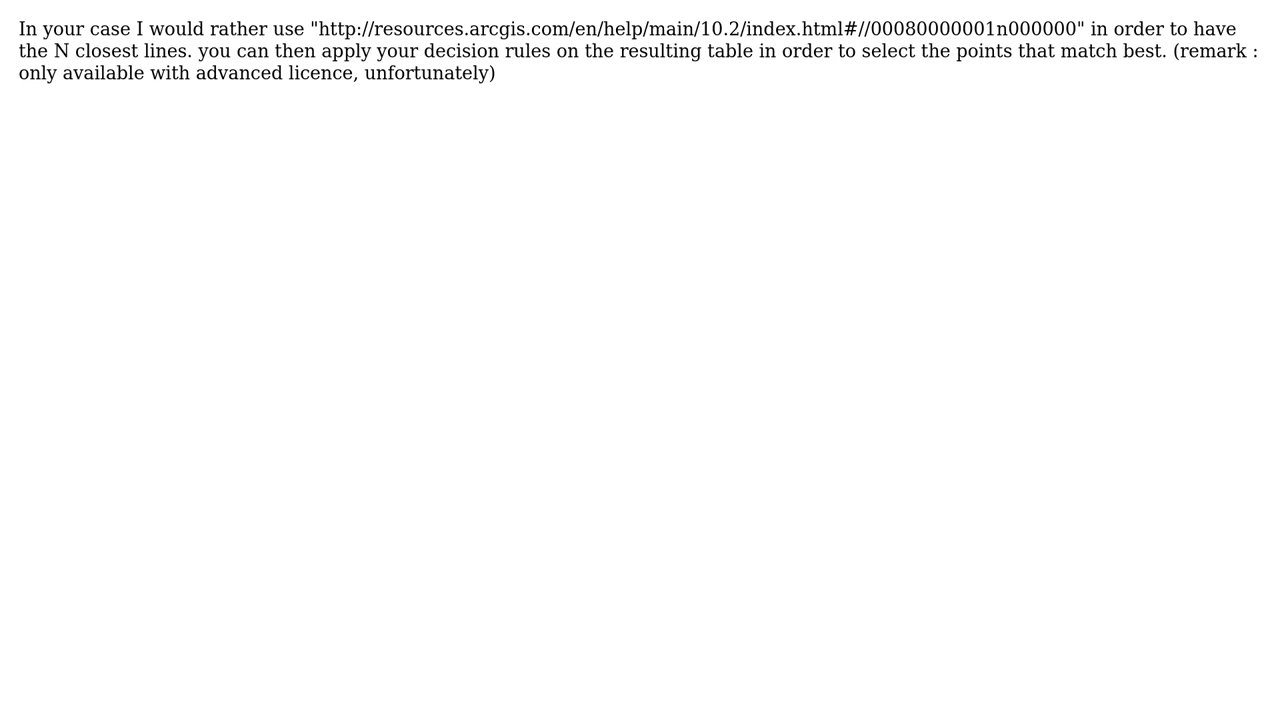 In your case I would rather use "http://resources.arcgis.com/en/help/main/10.2/index.html#//00080000001n000000" in order to have
the N closest lines. you can then apply your decision rules on the resulting table in order to select the points that match best. (remark :
only available with advanced licence, unfortunately)